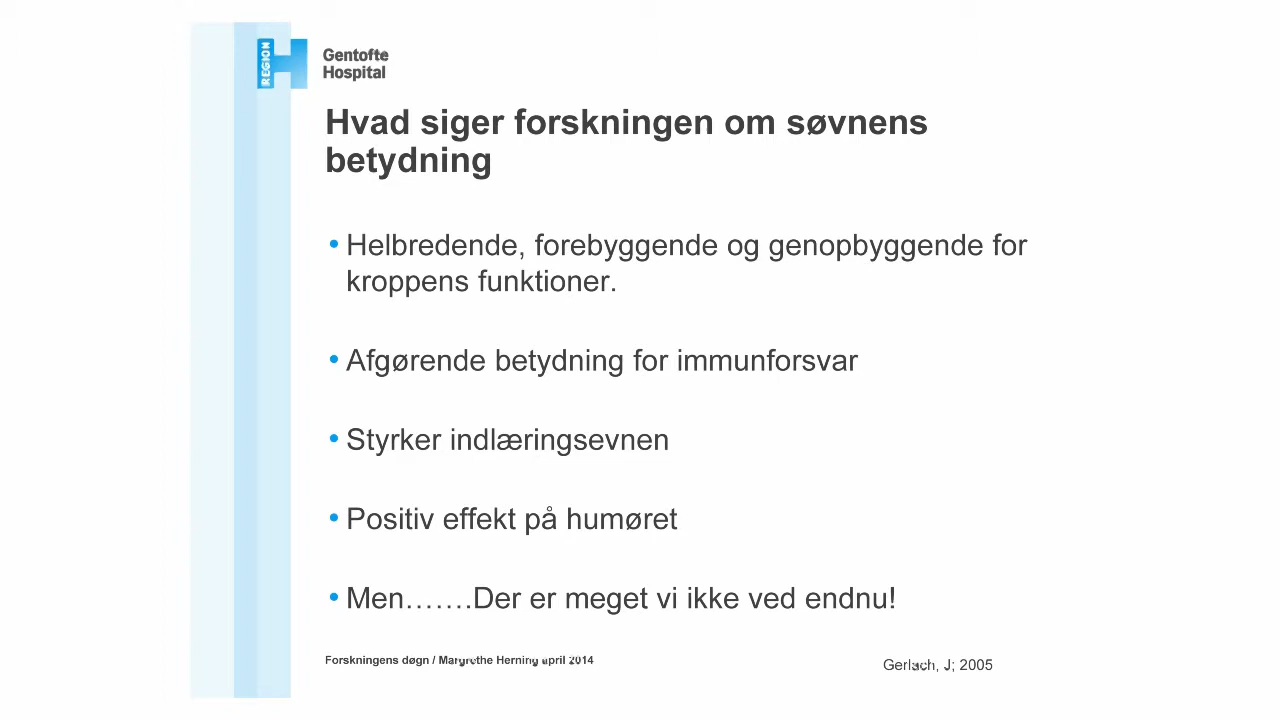 REGION
Gentofte
Hospital
Hvad siger forskningen om søvnens
betydning
• Helbredende, forebyggende og genopbyggende for
kroppens funktioner.
• Afgørende betydning for immunforsvar
• Styrker indlæringsevnen
• Positiv effekt på humøret
• Men…….Der er meget vi ikke ved endnu!
Forskningens døgn / Margrethe Herning april 2014
Gerlach, J; 2005